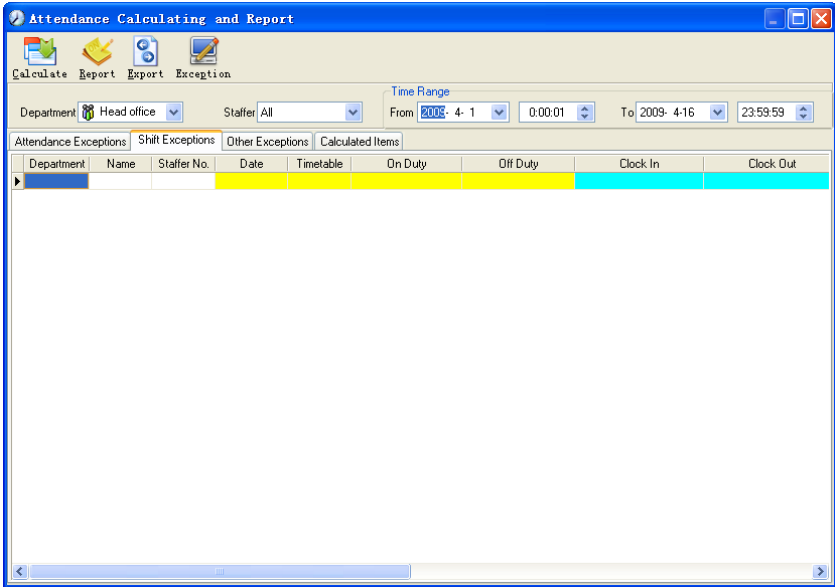 Attendance Calculating and Report
Calculate Report Export Exception
Time Range
Department Head office Staffer All From 2009- 4- 1 0:00:01 To 2009- 4-16 23:59:59
Attendance Exceptions Shift Exceptions Other Exceptions Calculated Items
Department Name Staffer No. Date Timetable On Duty Off Duty Clock In Clock Out